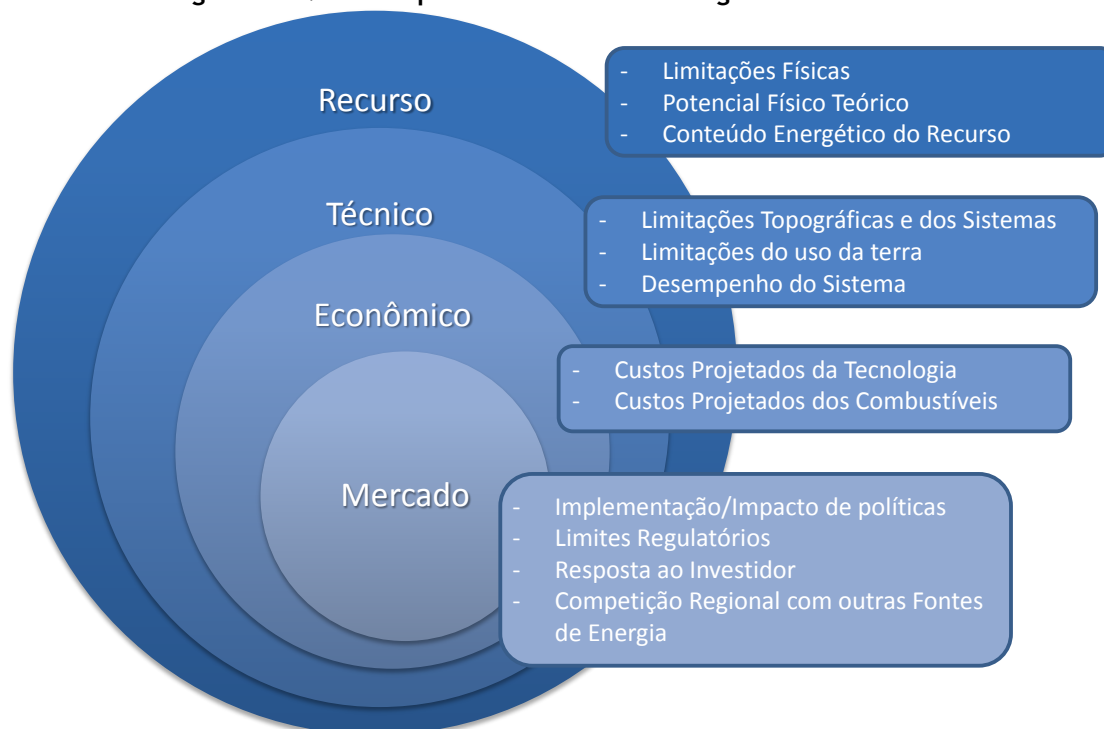 Recurso
- Limitações Físicas
- Potencial Físico Teórico
- Conteúdo Energético do Recurso
Técnico
- Limitações Topográficas e dos Sistemas
- Limitações do uso da terra
- Desempenho do Sistema
Econômico
- Custos Projetados da Tecnologia
- Custos Projetados dos Combustíveis
Mercado
- Implementação/Impacto de políticas
- Limites Regulatórios
- Resposta ao Investidor
- Competição Regional com outras Fontes
de Energia